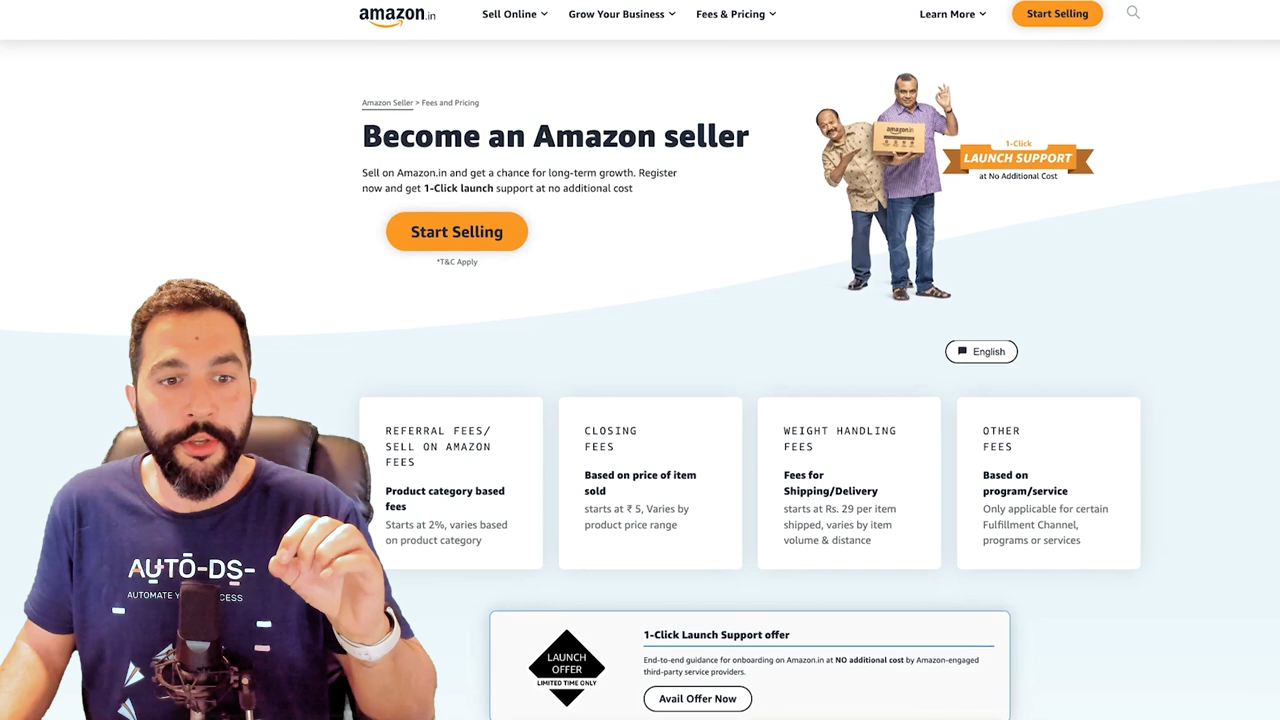 amazon.in
Sell Online
Grow Your Business
Fees & Pricing
Learn More
Start Selling
Amazon Seller > Fees and Pricing
Become an Amazon seller
Sell on Amazon.in and get a chance for long-term growth. Register
now and get 1-Click launch support at no additional cost
Start Selling
*T&C Apply
amazon.in
1-Click
LAUNCH SUPPORT
at No Additional Cost
English
REFERRAL FEES/
SELL ON AMAZON
FEES
Product category based
fees
Starts at 2%, varies based
on product category
CLOSING
FEES
Based on price of item
sold
starts at ₹ 5, Varies by
product price range
WEIGHT HANDLING
FEES
Fees for
Shipping/Delivery
starts at Rs. 29 per item
shipped, varies by item
volume & distance
OTHER
FEES
Based on
program/service
Only applicable for certain
Fulfillment Channel,
programs or services
AUTO-DS-
AUTOMATE
LAUNCH
OFFER
LIMITED TIME ONLY
1-Click Launch Support offer
End-to-end guidance for onboarding on Amazon.in at NO additional cost by Amazon-engaged
third-party service providers.
Avail Offer Now